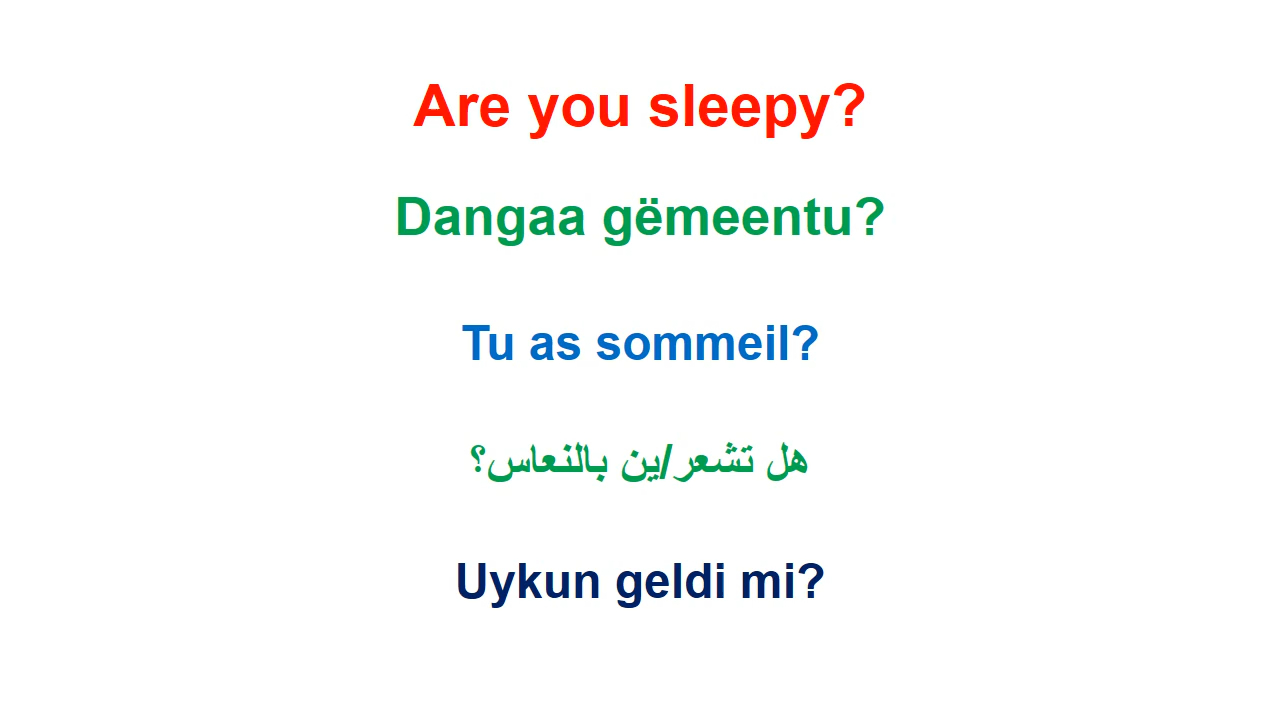 Are you sleepy?
Dangaa gëmeentu?
Tu as sommeil?
هل تشعر/ين بالنعاس؟
Uykun geldi mi?